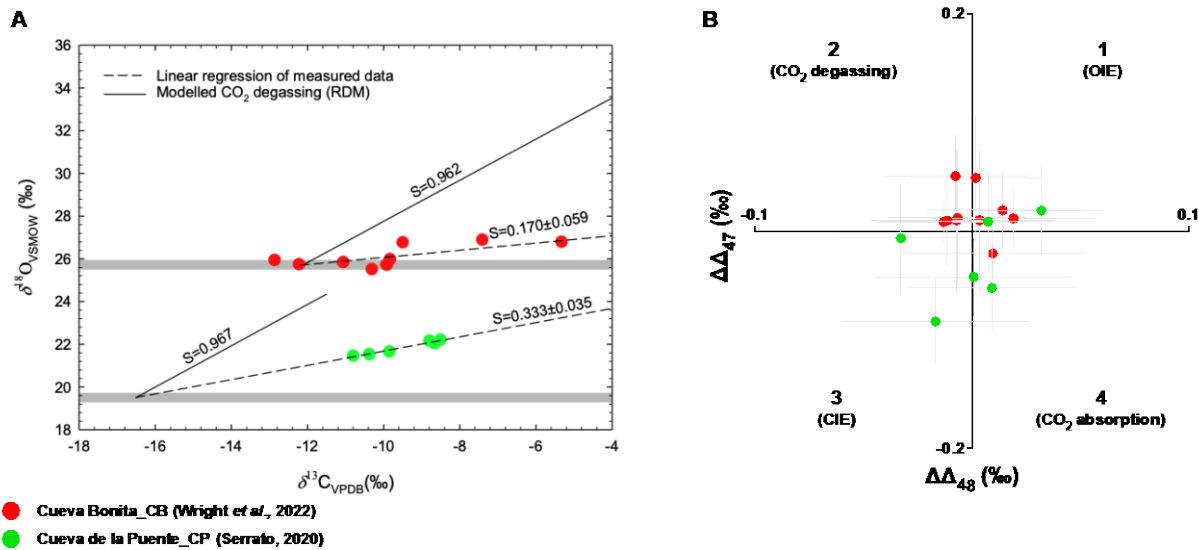 A
36
34
32
30
28
26
24
22
20
18
δ18OVSMOW (‰)
Linear regression of measured data
Modelled CO2 degassing (RDM)
S=0.962
S=0.170±0.059
S=0.967
S=0.333±0.035
-18 -16 -14 -12 -10 -8 -6 -4
δ13CVPDB(‰)
Cueva Bonita_CB (Wright et al., 2022)
Cueva de la Puente_CP (Serrato, 2020)
B
0.2
2
(CO2 degassing)
1
(OIE)
-0.1
0.1
ΔΔ47 (‰)
3
(CIE)
4
(CO2 absorption)
-0.2
ΔΔ48 (‰)